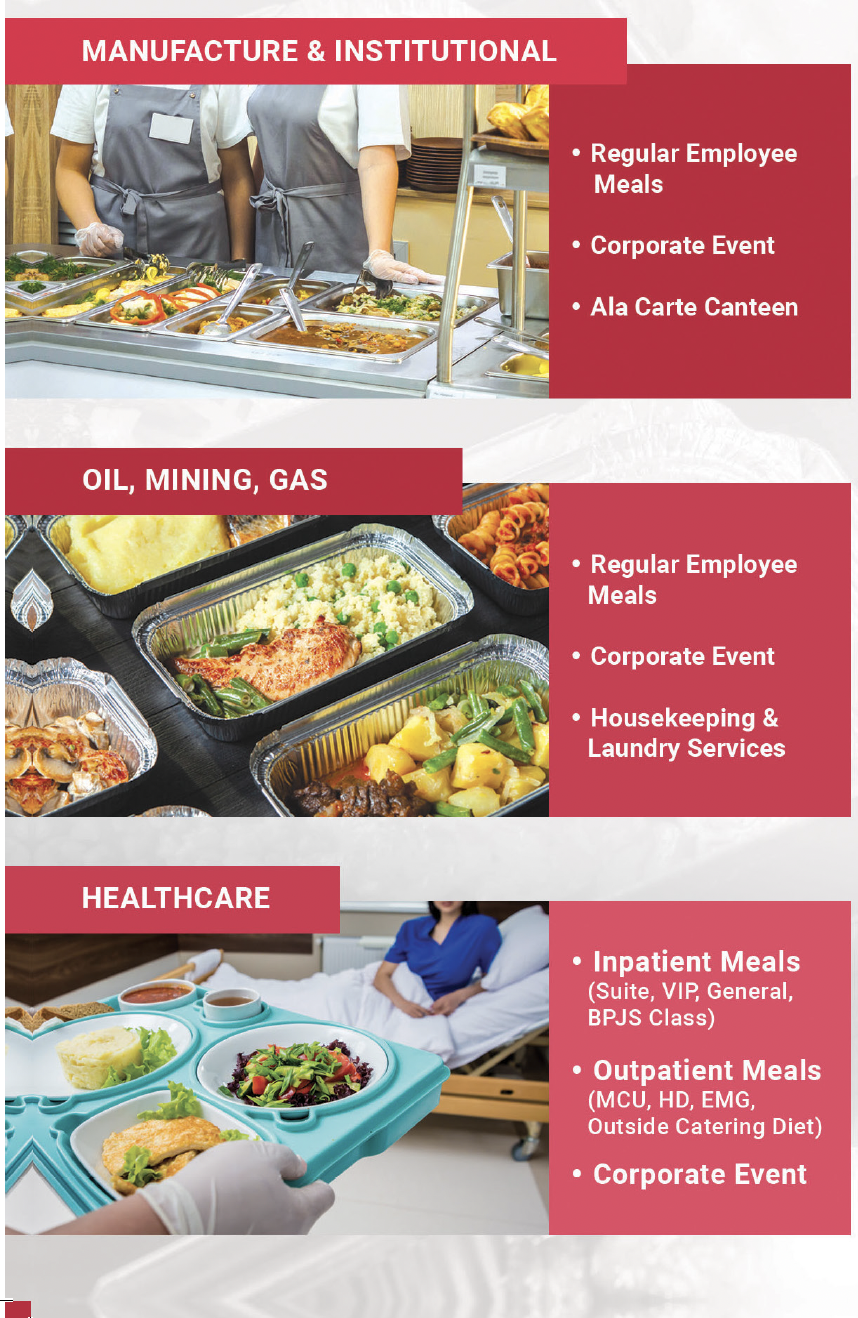 MANUFACTURE & INSTITUTIONAL
• Regular Employee
Meals
• Corporate Event
• Ala Carte Canteen
OIL, MINING, GAS
• Regular Employee
Meals
• Corporate Event
• Housekeeping &
Laundry Services
HEALTHCARE
• Inpatient Meals
(Suite, VIP, General,
BPJS Class)
• Outpatient Meals
(MCU, HD, EMG,
Outside Catering Diet)
• Corporate Event